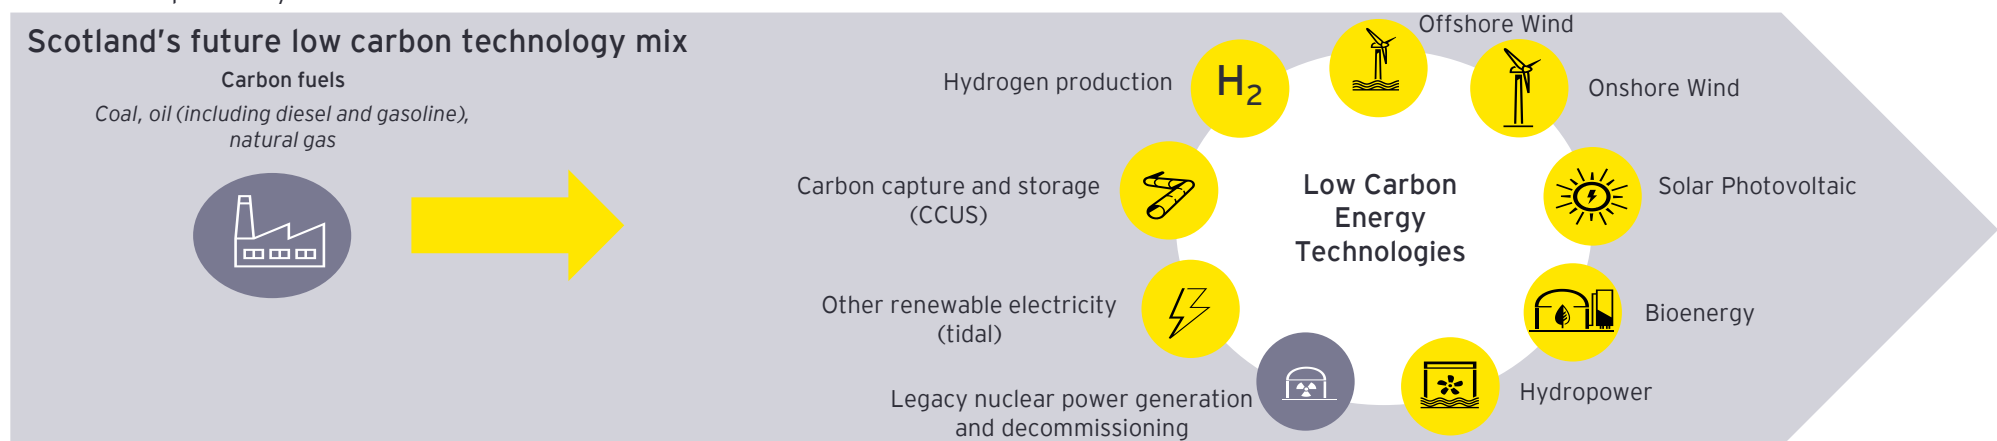 Scotland's future low carbon technology mix
Carbon fuels
Coal, oil (including diesel and gasoline),
natural gas
Offshore Wind
Hydrogen production
H2
Onshore Wind
Carbon capture and storage
(CCUS)
Low Carbon
Energy
Technologies
Solar Photovoltaic
Other renewable electricity
(tidal)
Bioenergy
Legacy nuclear power generation
and decommissioning
Hydropower